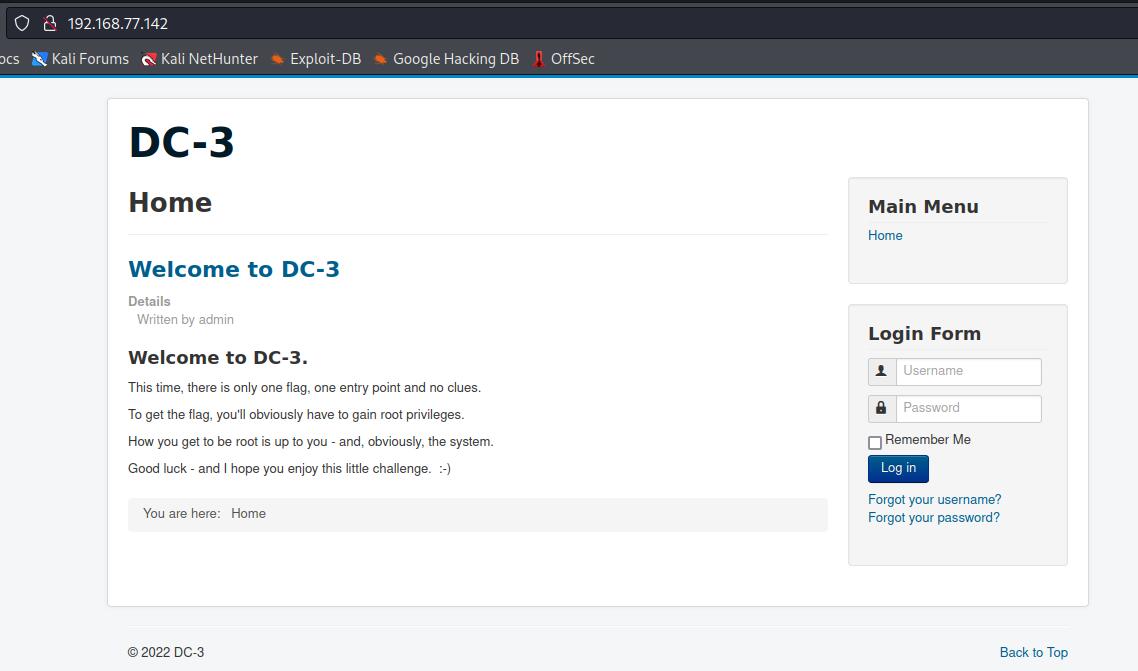 192.168.77.142
ocs Kali Forums Kali NetHunter Exploit-DB Google Hacking DB OffSec
DC-3
Home
Welcome to DC-3
Details
Written by admin
Welcome to DC-3.
This time, there is only one flag, one entry point and no clues.
To get the flag, you'll obviously have to gain root privileges.
How you get to be root is up to you - and, obviously, the system.
Good luck - and I hope you enjoy this little challenge. :-)
You are here: Home
Main Menu
Home
Login Form
Username
Password
Remember Me
Log in
Forgot your username?
Forgot your password?
© 2022 DC-3
Back to Top